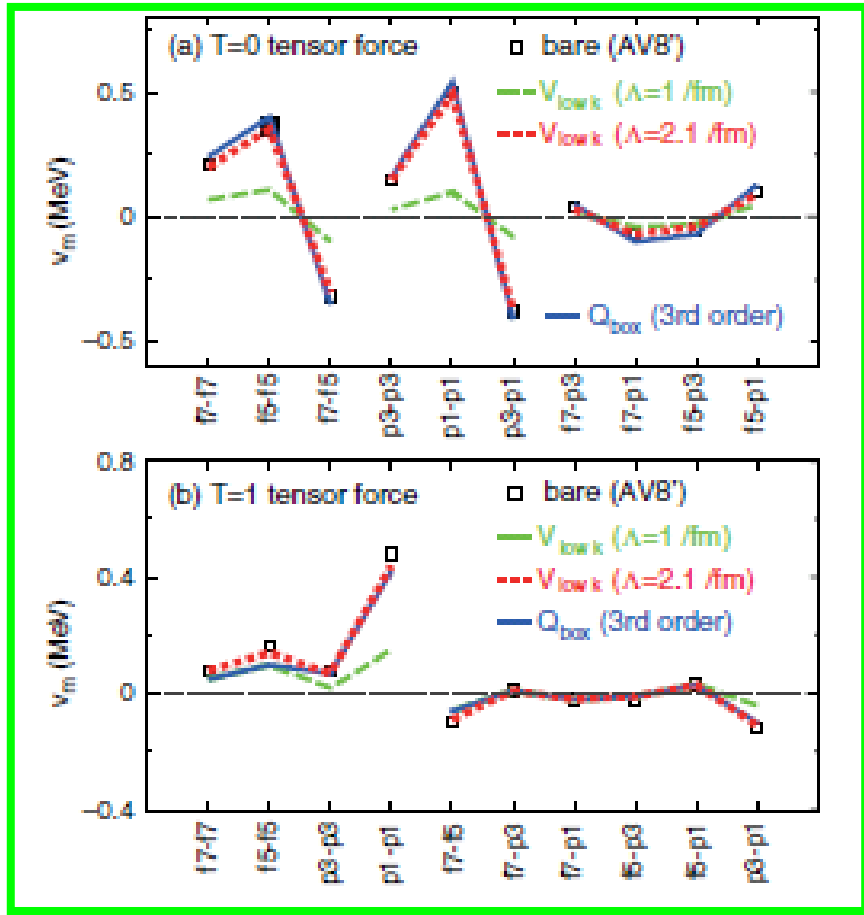 (a) T=0 tensor force
bare (AV8')
V_low k (Λ=1 /fm)
V_low k (Λ=2.1 /fm)
Q_box (3rd order)
v_m (MeV)
0.5
0
−0.5
f7-f7
f5-f5
f7-f5
p3-p3
p1-p1
p3-p1
f7-p3
f7-p1
f5-p3
f5-p1
(b) T=1 tensor force
bare (AV8')
V_low k (Λ=1 /fm)
V_low k (Λ=2.1 /fm)
Q_box (3rd order)
v_m (MeV)
0.8
0.4
0
−0.4
f7-f7
f5-f5
p3-p3
p1-p1
f7-f5
f7-p3
f7-p1
f5-p3
f5-p1
p3-p1